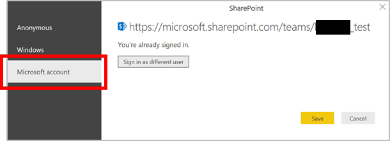 SharePoint
Anonymous
Windows
Microsoft account
https://microsoft.sharepoint.com/teams/ _test
You're already signed in.
Sign in as different user
Save
Cancel